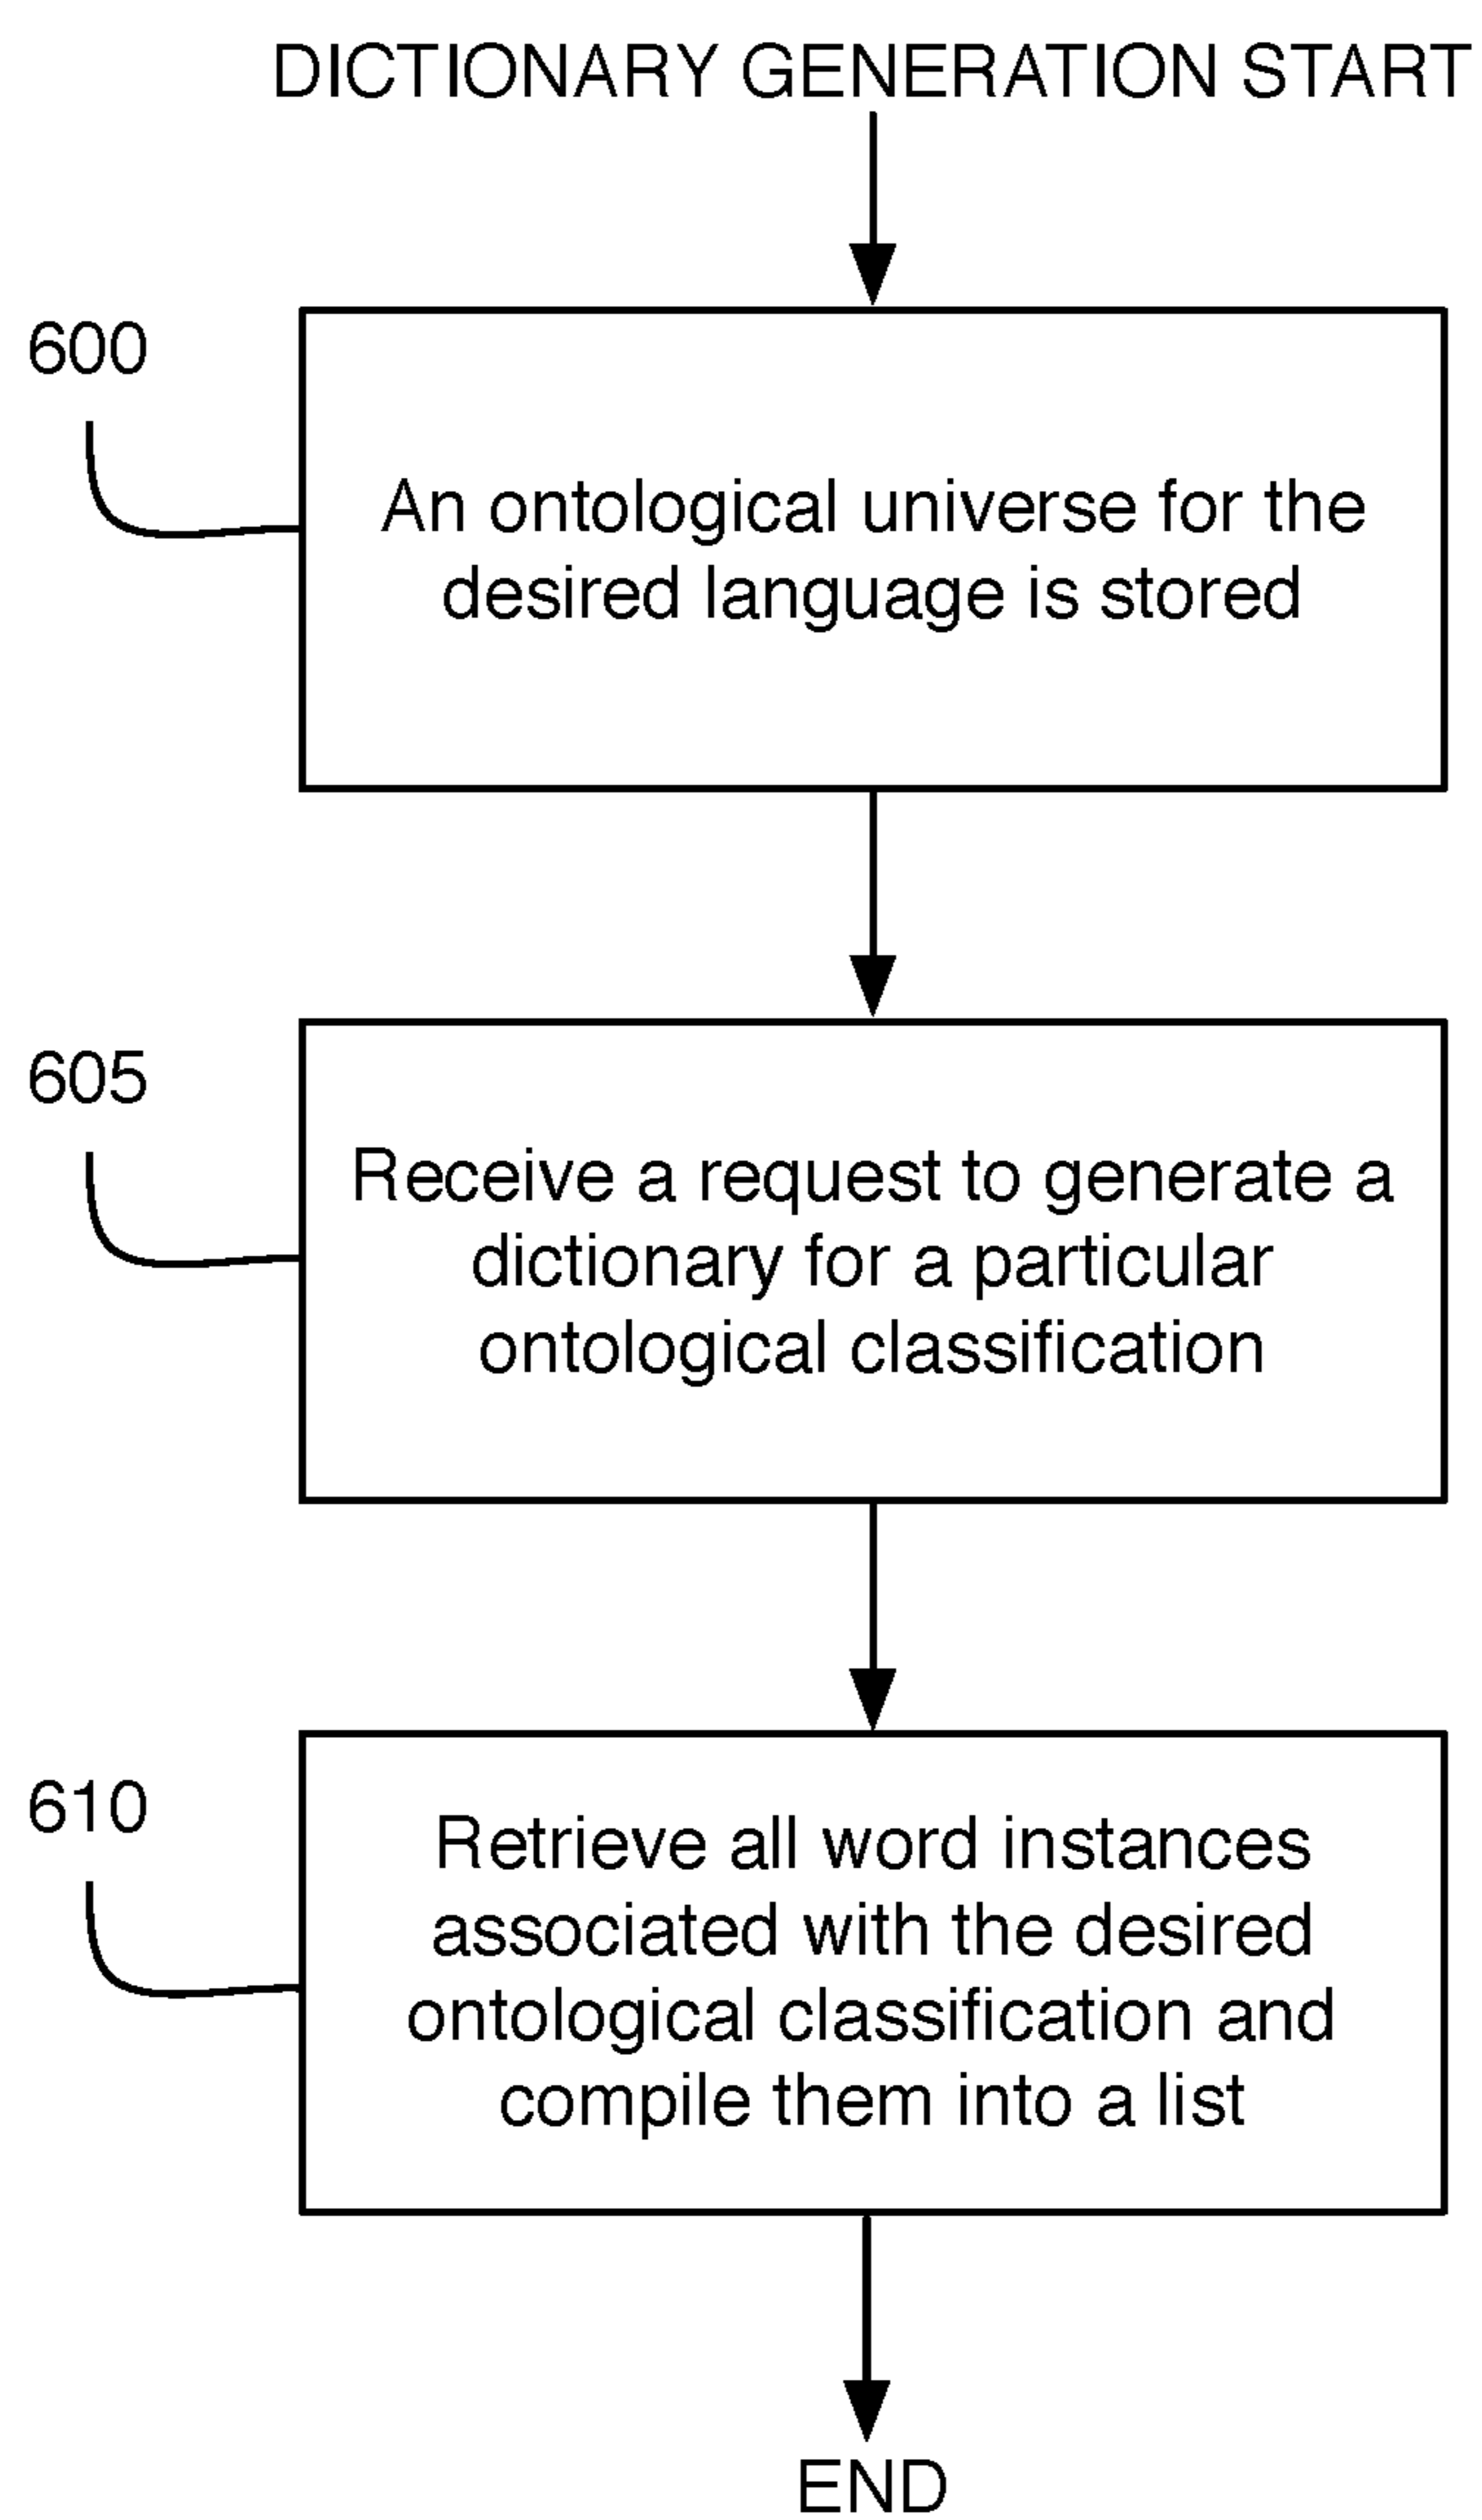 DICTIONARY GENERATION START
600
An ontological universe for the
desired language is stored
605
Receive a request to generate a
dictionary for a particular
ontological classification
610
Retrieve all word instances
associated with the desired
ontological classification and
compile them into a list
END